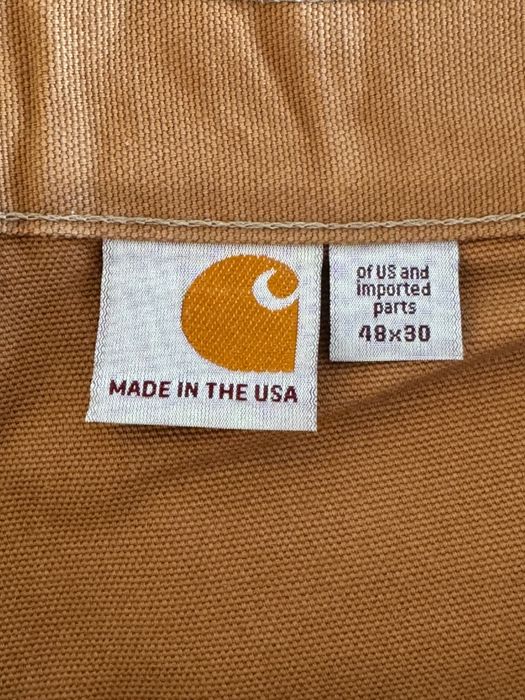 MADE IN THE USA
of US and
imported
parts
48x30